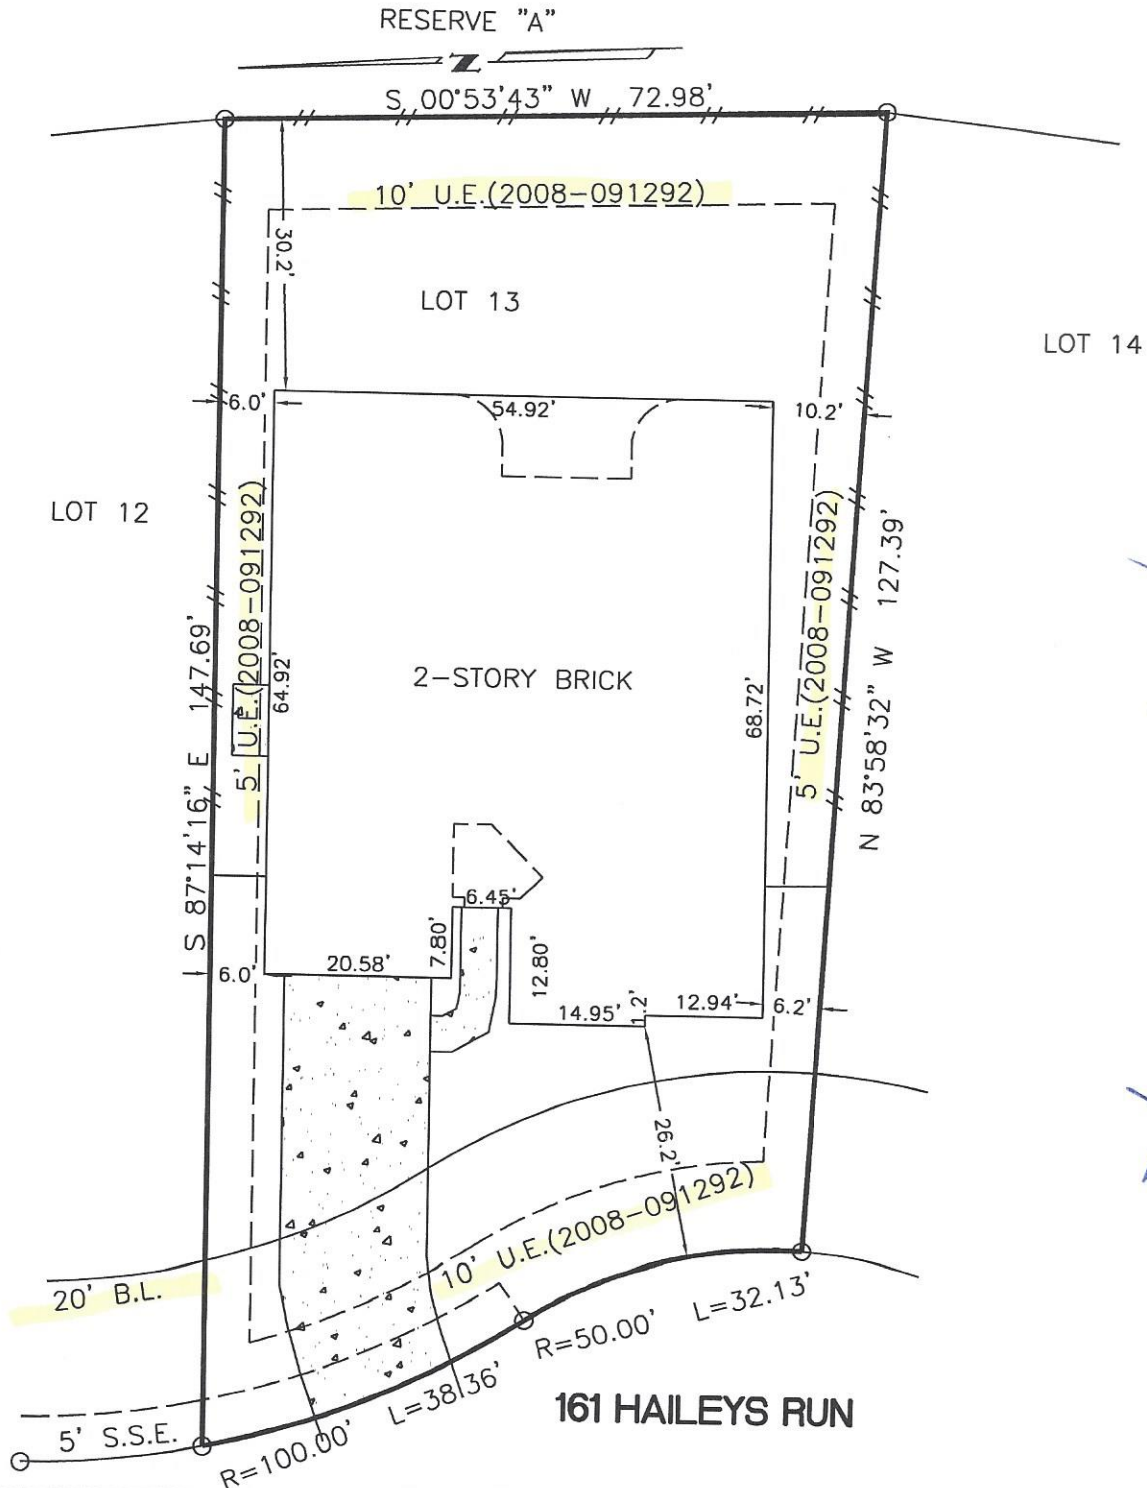 RESERVE "A"
Z
S 00°53'43" W 72.98'
10' U.E.(2008-091292)
30.2'
LOT 13
LOT 14
6.0'
54.92'
10.2'
LOT 12
5' U.E.(2008-091292)
5' U.E.(2008-091292)
N 83°58'32" W 127.39'
S 87°14'16" E 147.69'
64.92'
2-STORY BRICK
68.72'
6.45'
7.80'
6.0'
20.58'
12.80'
14.95'
1.2'
12.94'
6.2'
26.2'
20' B.L.
10' U.E.(2008-091292)
5' S.S.E.
R=100.00' L=38.36'
R=50.00' L=32.13'
161 HAILEYS RUN